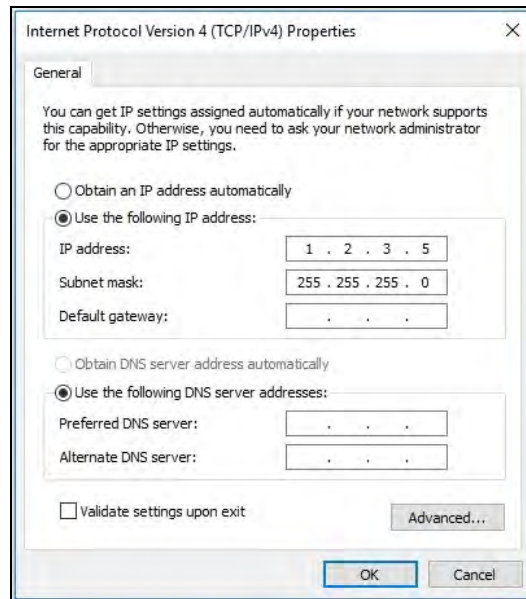 Internet Protocol Version 4 (TCP/IPv4) Properties
General
You can get IP settings assigned automatically if your network supports
this capability. Otherwise, you need to ask your network administrator
for the appropriate IP settings.
Obtain an IP address automatically
Use the following IP address:
IP address: 1 . 2 . 3 . 5
Subnet mask: 255 . 255 . 255 . 0
Default gateway: . . .
Obtain DNS server address automatically
Use the following DNS server addresses:
Preferred DNS server: . . .
Alternate DNS server: . . .
Validate settings upon exit
Advanced...
OK Cancel